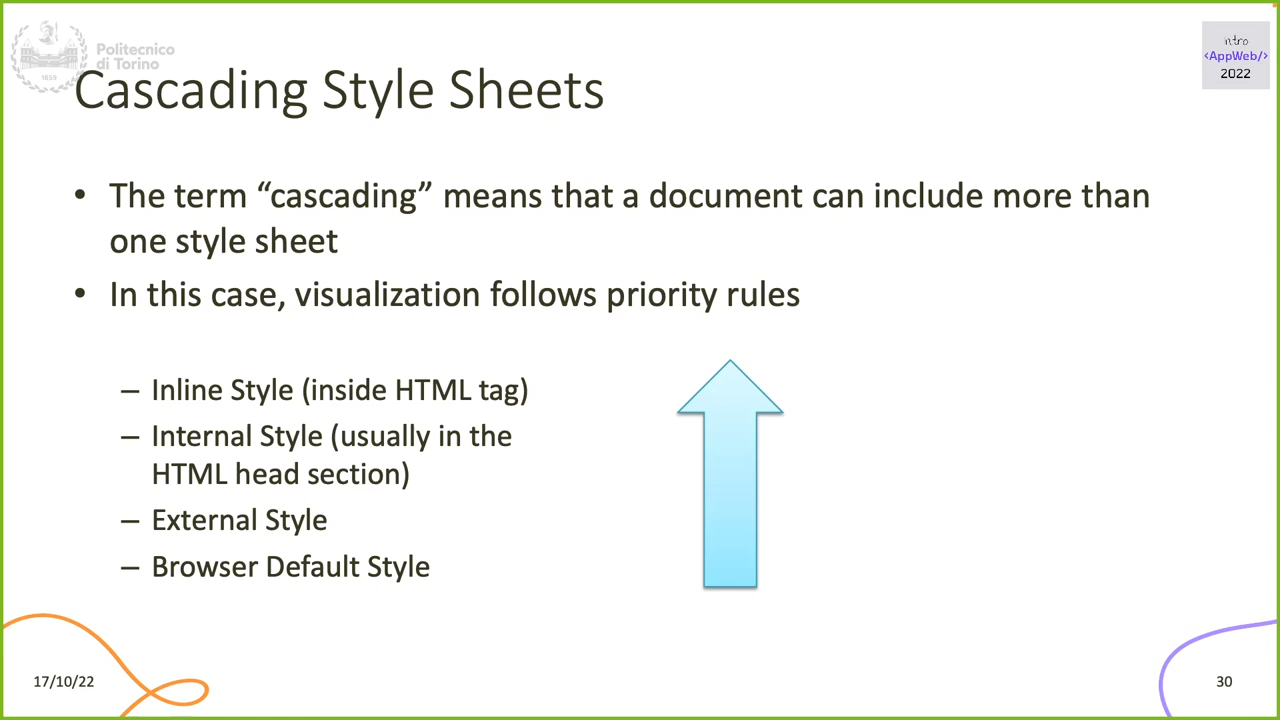 Politecnico
di Torino
1859
intro
<AppWeb/>
2022
Cascading Style Sheets
• The term “cascading” means that a document can include more than
one style sheet
• In this case, visualization follows priority rules
– Inline Style (inside HTML tag)
– Internal Style (usually in the
HTML head section)
– External Style
– Browser Default Style
17/10/22
30